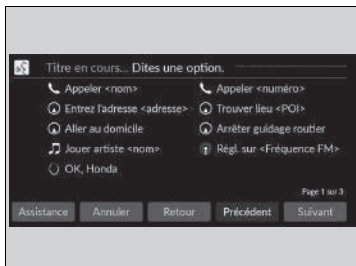 Titre en cours... Dites une option.
Appeler <nom> Appeler <numéro>
Entrez l'adresse <adresse> Trouver lieu <POI>
Aller au domicile Arrêter guidage routier
Jouer artiste <nom> Régl. sur <Fréquence FM>
OK, Honda
Page 1 sur 3
Assistance Annuler Retour Précédent Suivant